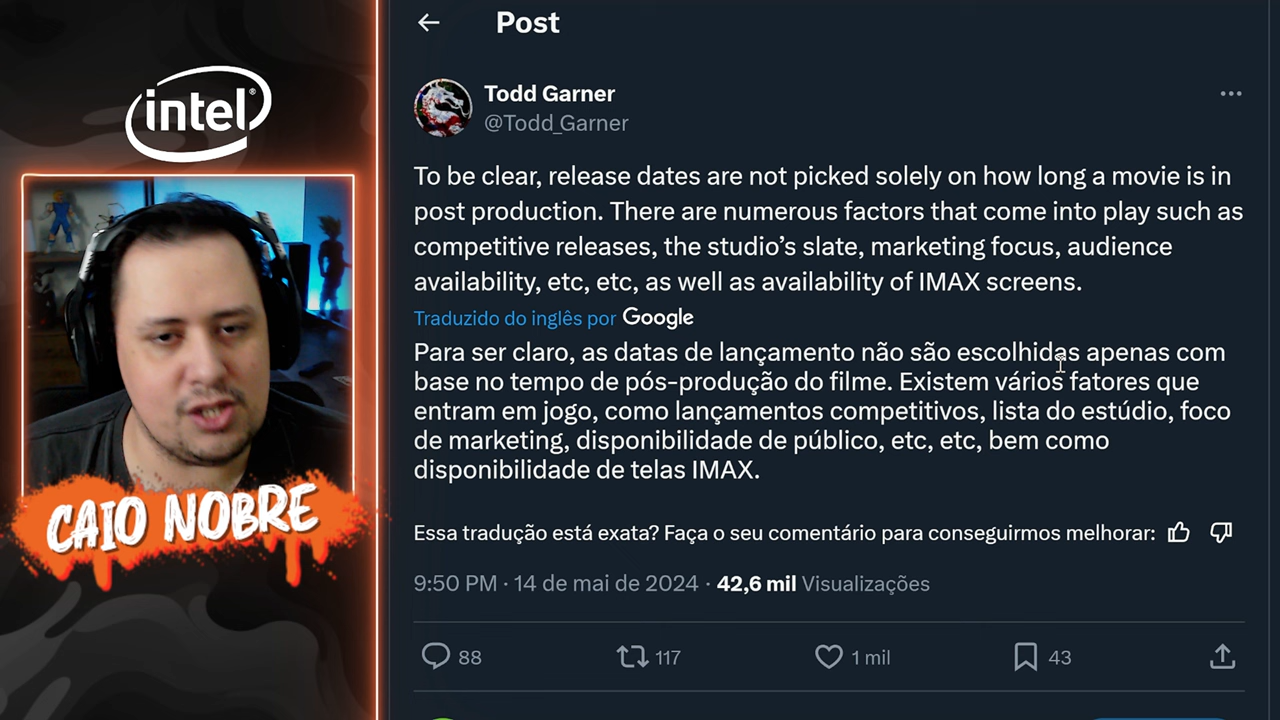 intel®
CAIO NOBRE
Post
Todd Garner
@Todd_Garner
To be clear, release dates are not picked solely on how long a movie is in
post production. There are numerous factors that come into play such as
competitive releases, the studio’s slate, marketing focus, audience
availability, etc, etc, as well as availability of IMAX screens.
Traduzido do inglês por Google
Para ser claro, as datas de lançamento não são escolhidas apenas com
base no tempo de pós-produção do filme. Existem vários fatores que
entram em jogo, como lançamentos competitivos, lista do estúdio, foco
de marketing, disponibilidade de público, etc, etc, bem como
disponibilidade de telas IMAX.
Essa tradução está exata? Faça o seu comentário para conseguirmos melhorar:
9:50 PM · 14 de mai de 2024 · 42,6 mil Visualizações
88 117 1 mil 43